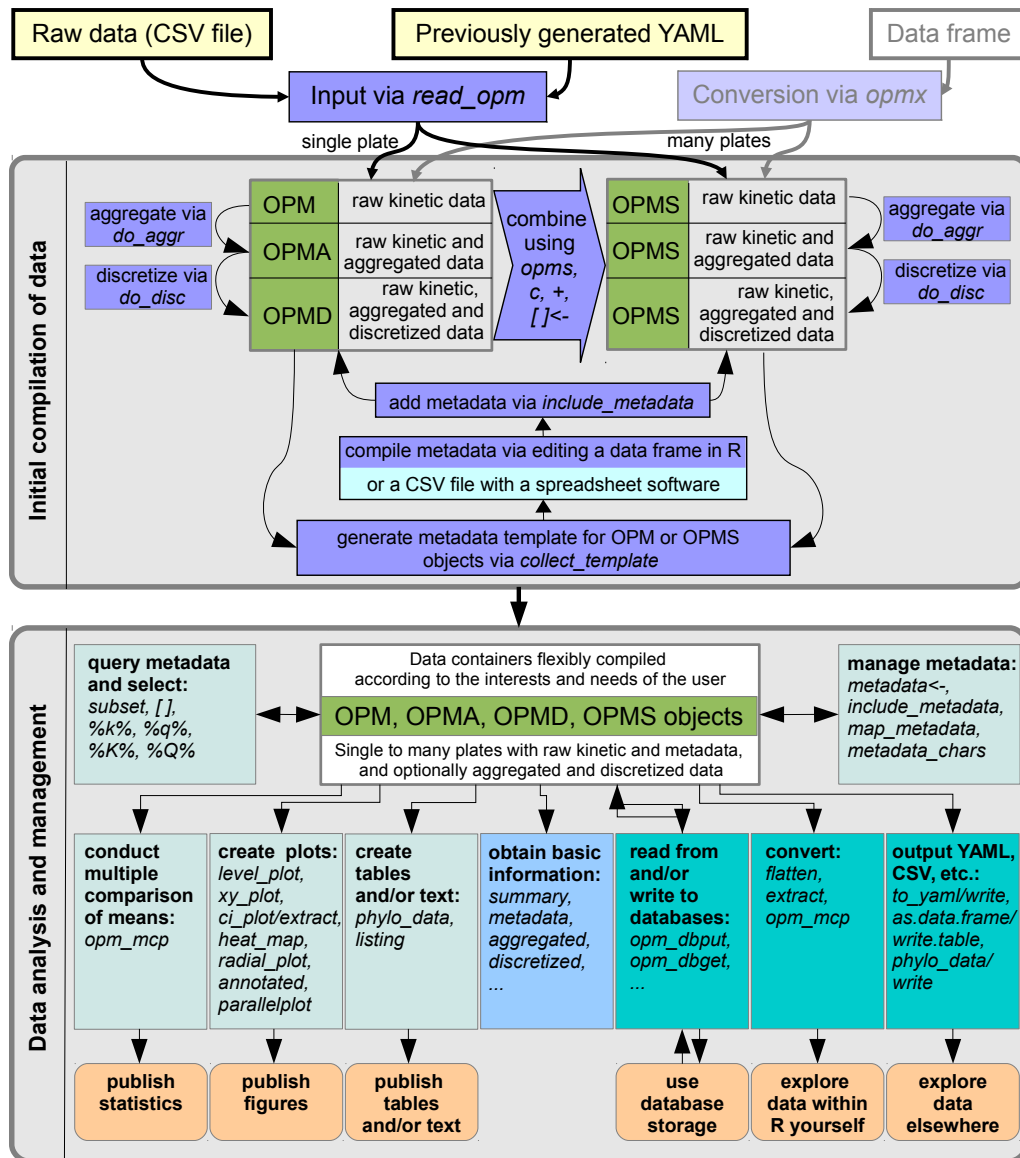 Raw data (CSV file)
Previously generated YAML
Data frame
Input via read_opm
Conversion via opmx
single plate
many plates
Initial compilation of data
aggregate via
do_aggr
discretize via
do_disc
OPM
raw kinetic data
OPMA
raw kinetic and
aggregated data
OPMD
raw kinetic,
aggregated and
discretized data
combine
using
opms,
c, +,
[ ]<-
OPMS
raw kinetic data
OPMS
raw kinetic and
aggregated data
OPMS
raw kinetic,
aggregated and
discretized data
aggregate via
do_aggr
discretize via
do_disc
add metadata via include_metadata
compile metadata via editing a data frame in R
or a CSV file with a spreadsheet software
generate metadata template for OPM or OPMS
objects via collect_template
Data analysis and management
query metadata
and select:
subset, [ ],
%k%, %q%,
%K%, %Q%
Data containers flexibly compiled
according to the interests and needs of the user
OPM, OPMA, OPMD, OPMS objects
Single to many plates with raw kinetic and metadata,
and optionally aggregated and discretized data
manage metadata:
metadata<-,
include_metadata,
map_metadata,
metadata_chars
conduct
multiple
comparison
of means:
opm_mcp
create plots:
level_plot,
xy_plot,
ci_plot/extract,
heat_map,
radial_plot,
annotated,
parallelplot
create
tables
and/or text:
phylo_data,
listing
obtain basic
information:
summary,
metadata,
aggregated,
discretized,
...
read from
and/or
write to
databases:
opm_dbput,
opm_dbget,
...
convert:
flatten,
extract,
opm_mcp
output YAML,
CSV, etc.:
to_yaml/write,
as.data.frame/
write.table,
phylo_data/
write
publish
statistics
publish
figures
publish
tables
and/or text
use
database
storage
explore
data within
R yourself
explore
data
elsewhere